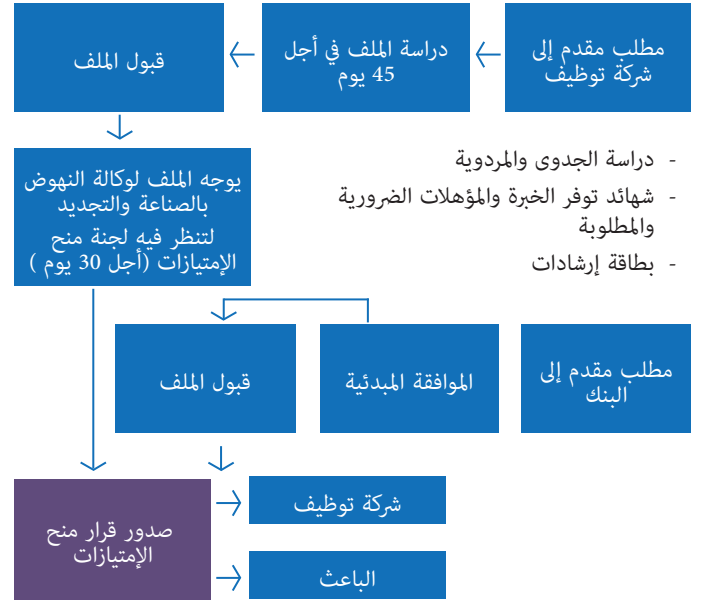 مطلب مقدم إلى
شركة توظيف
دراسة الملف في أجل
45 يوم
قبول الملف
يوجه الملف لوكالة النهوض
بالصناعة والتجديد
لتنظر فيه لجنة منح
الإمتيازات (أجل 30 يوم )
- دراسة الجدوى والمردوية
- شهائد توفر الخبرة والمؤهلات الضرورية
والمطلوبة
- بطاقة إرشادات
مطلب مقدم إلى
البنك
الموافقة المبدئية
قبول الملف
صدور قرار منح
الإمتيازات
شركة توظيف
الباعث